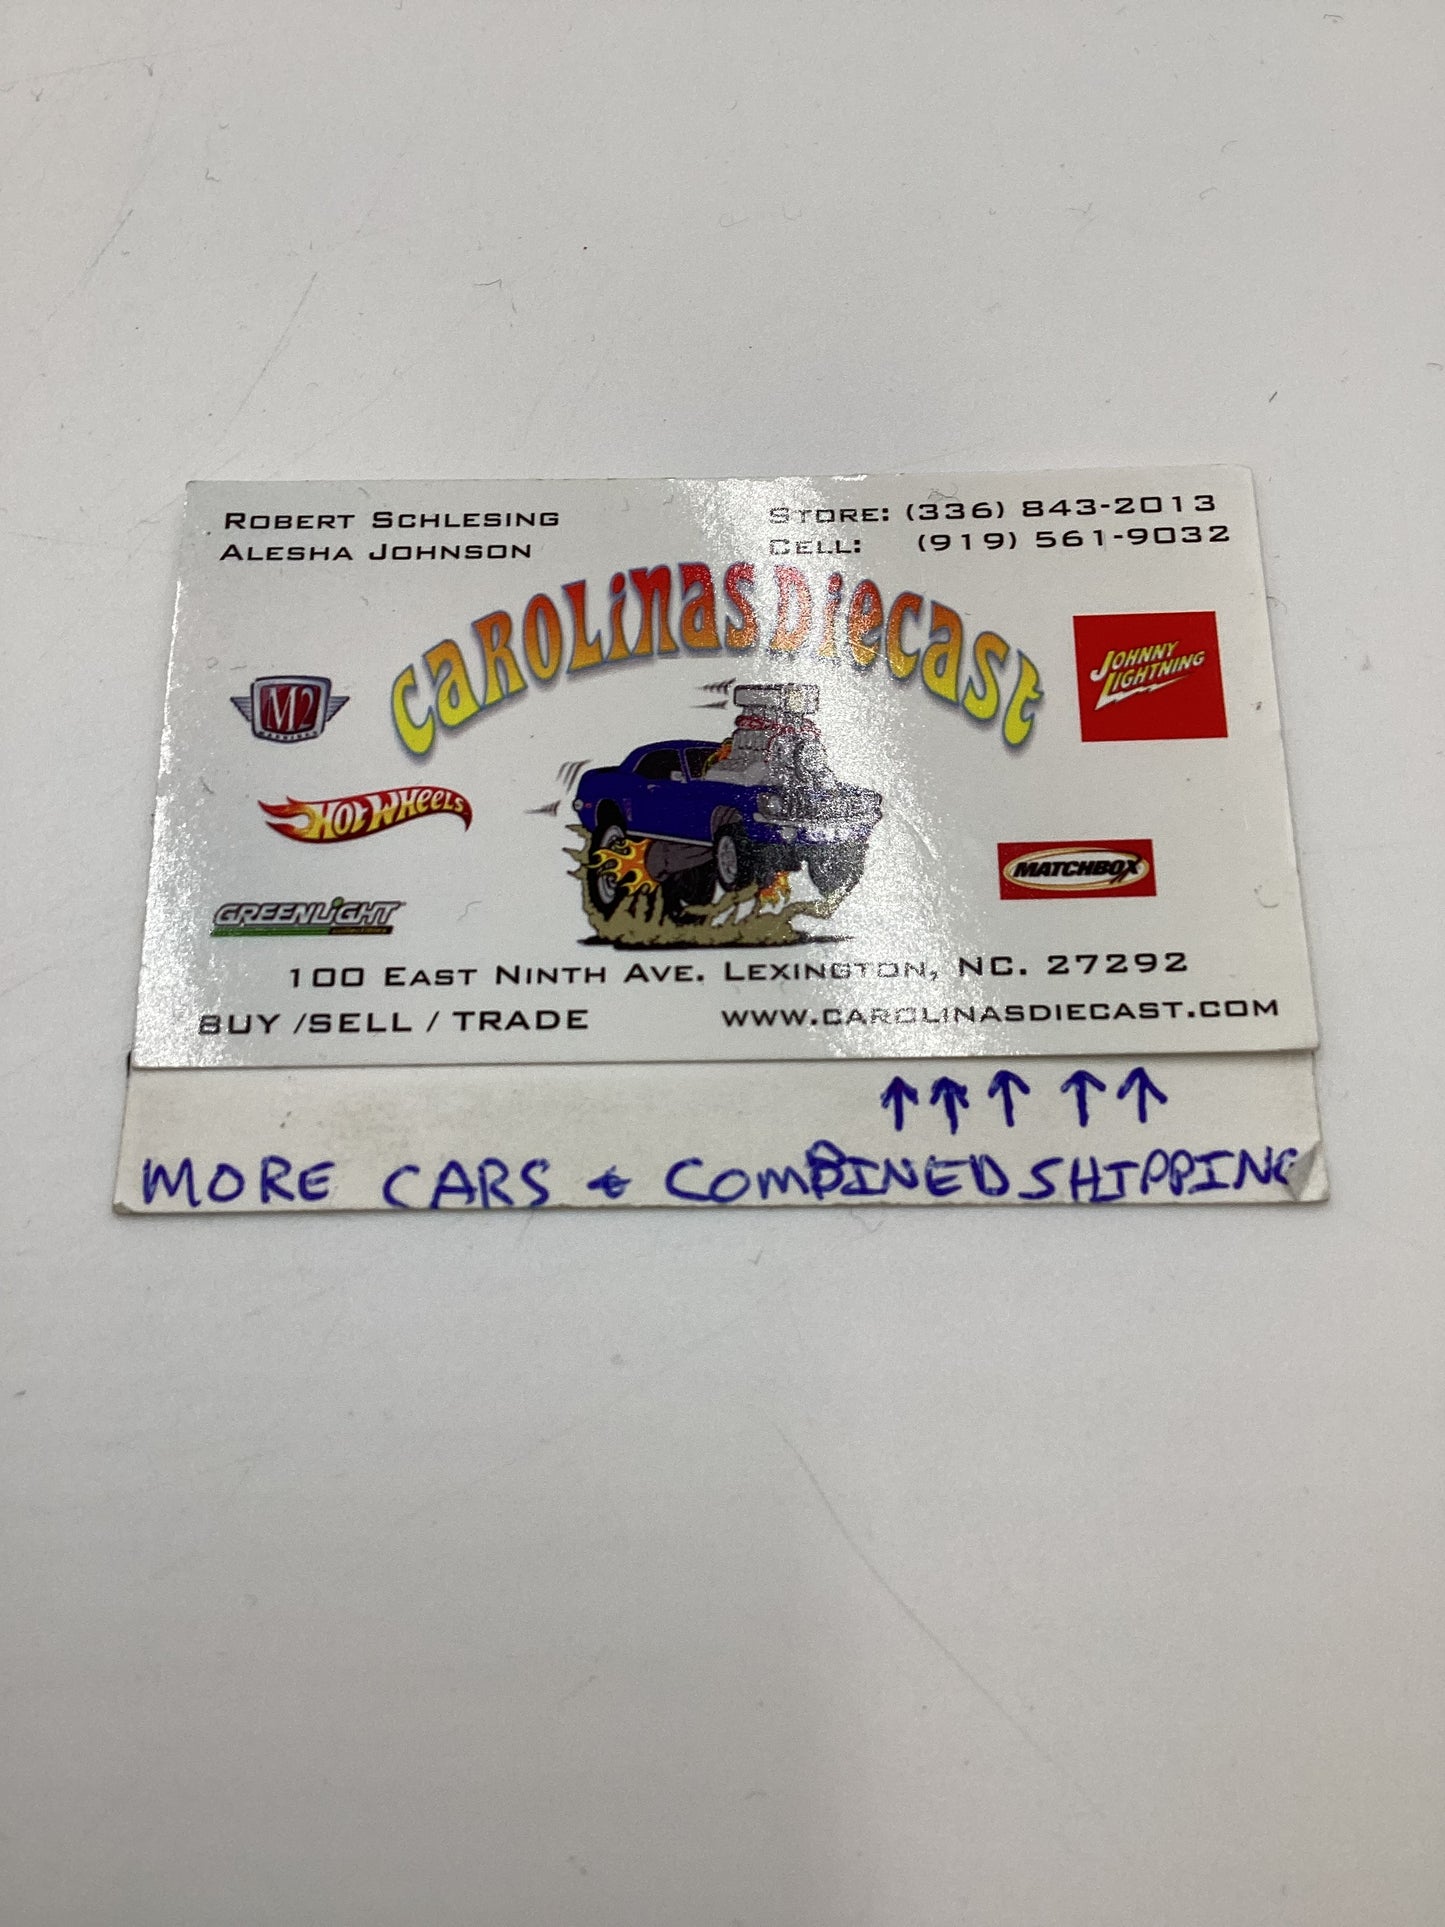 ROBERT SCHLESING
ALESHA JOHNSON
STORE: (336) 843-2013
CELL: (919) 561-9032
CAROLINAS DIECAST
M2
MACHINES
JOHNNY LIGHTNING
HOT WHEELS
MATCHBOX
GREENLIGHT
collectibles
100 EAST NINTH AVE. LEXINGTON, NC. 27292
BUY /SELL / TRADE
WWW.CAROLINASDIECAST.COM
↑ ↑ ↑ ↑ ↑
MORE CARS & COMBINED SHIPPING